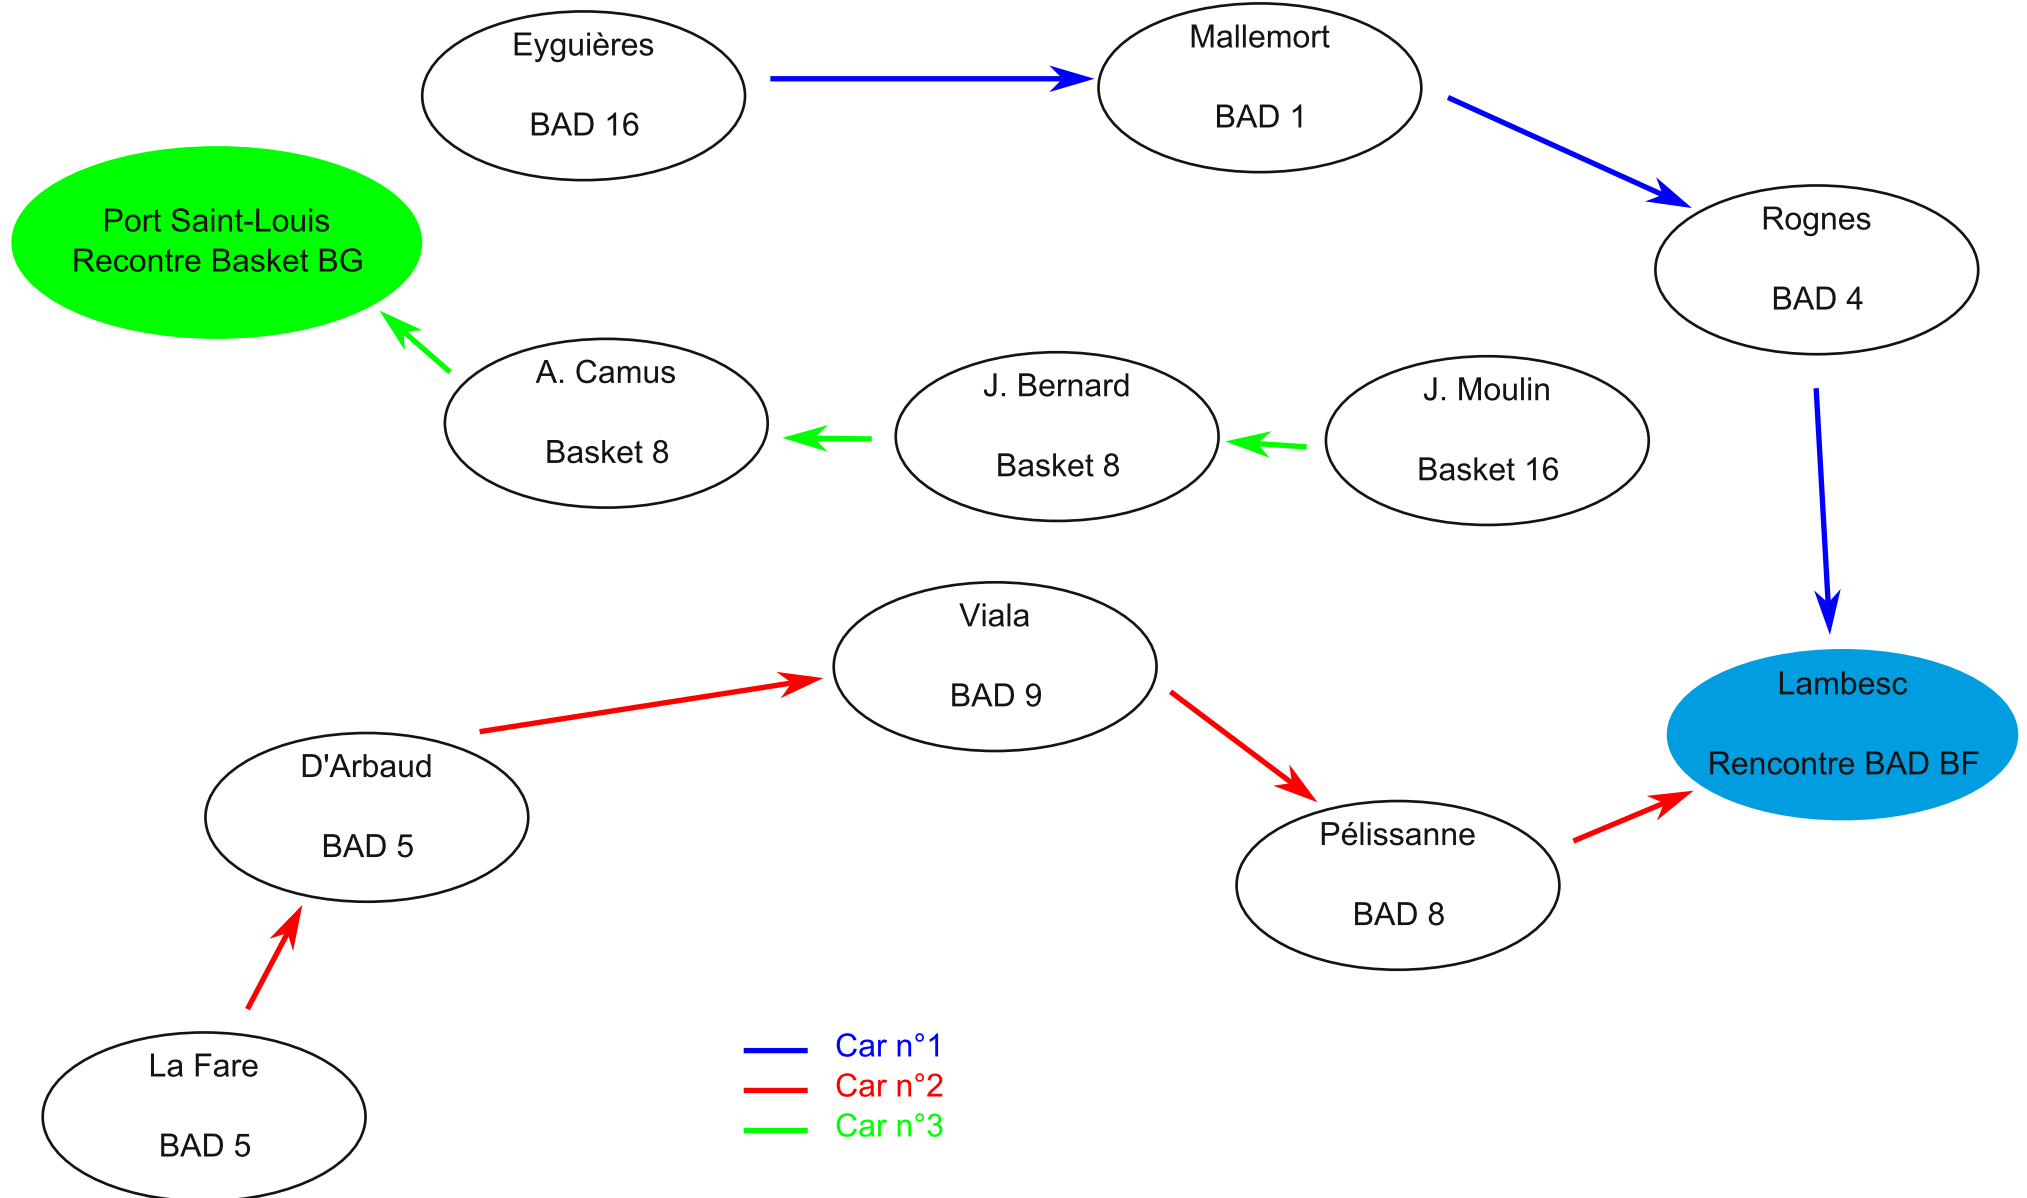 Eyguières
BAD 16
Mallemort
BAD 1
Port Saint-Louis
Recontre Basket BG
Rognes
BAD 4
A. Camus
Basket 8
J. Bernard
Basket 8
J. Moulin
Basket 16
Viala
BAD 9
Lambesc
Rencontre BAD BF
D'Arbaud
BAD 5
Pélissanne
BAD 8
La Fare
BAD 5
Car n°1
Car n°2
Car n°3